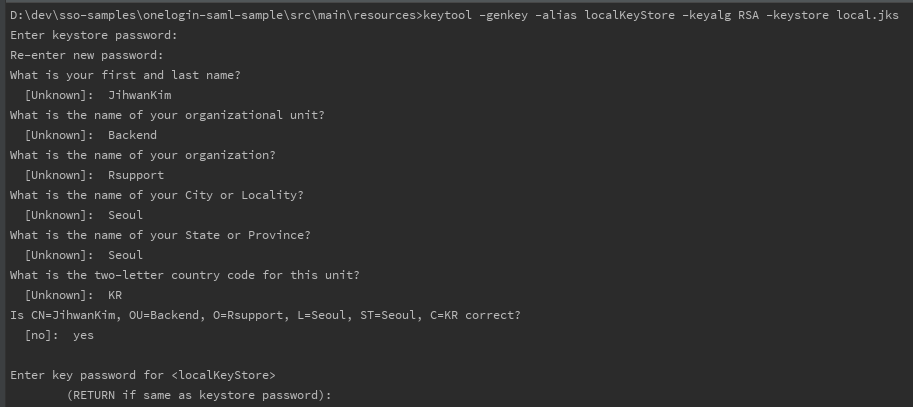 D:\dev\sso-samples\onelogin-saml-sample\src\main\resources>keytool -genkey -alias localKeyStore -keyalg RSA -keystore local.jks
Enter keystore password:
Re-enter new password:
What is your first and last name?
  [Unknown]:  JihwanKim
What is the name of your organizational unit?
  [Unknown]:  Backend
What is the name of your organization?
  [Unknown]:  Rsupport
What is the name of your City or Locality?
  [Unknown]:  Seoul
What is the name of your State or Province?
  [Unknown]:  Seoul
What is the two-letter country code for this unit?
  [Unknown]:  KR
Is CN=JihwanKim, OU=Backend, O=Rsupport, L=Seoul, ST=Seoul, C=KR correct?
  [no]:  yes

Enter key password for <localKeyStore>
        (RETURN if same as keystore password):